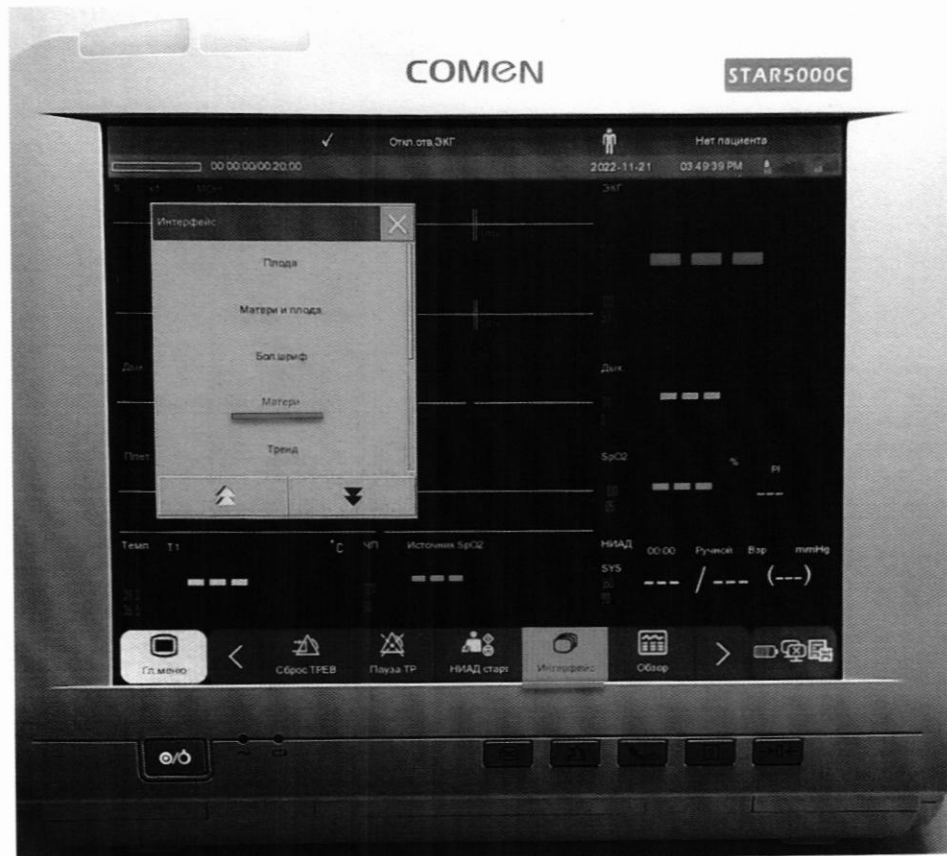 COMEN
STAR5000C
Откл.отв.ЭКГ
Нет пациента
00:00:00/00:20:00
2022-11-21
03:49:39 PM
ЭКГ
Интерфейс
Плода
Матери и плода
Бол.шриф
Матери
Тренд
Дых
Дых
Плет
SpO2
%
PI
---
---
---
Темп
T1
°C
ЧП
Источник SpO2
НИАД
00:00
Ручной
Взр
mmHg
SYS
---
---
--- / --- (---)
Гл.меню
Сброс ТРЕВ
Пауза ТР
НИАД старт
Интерфейс
Обзор